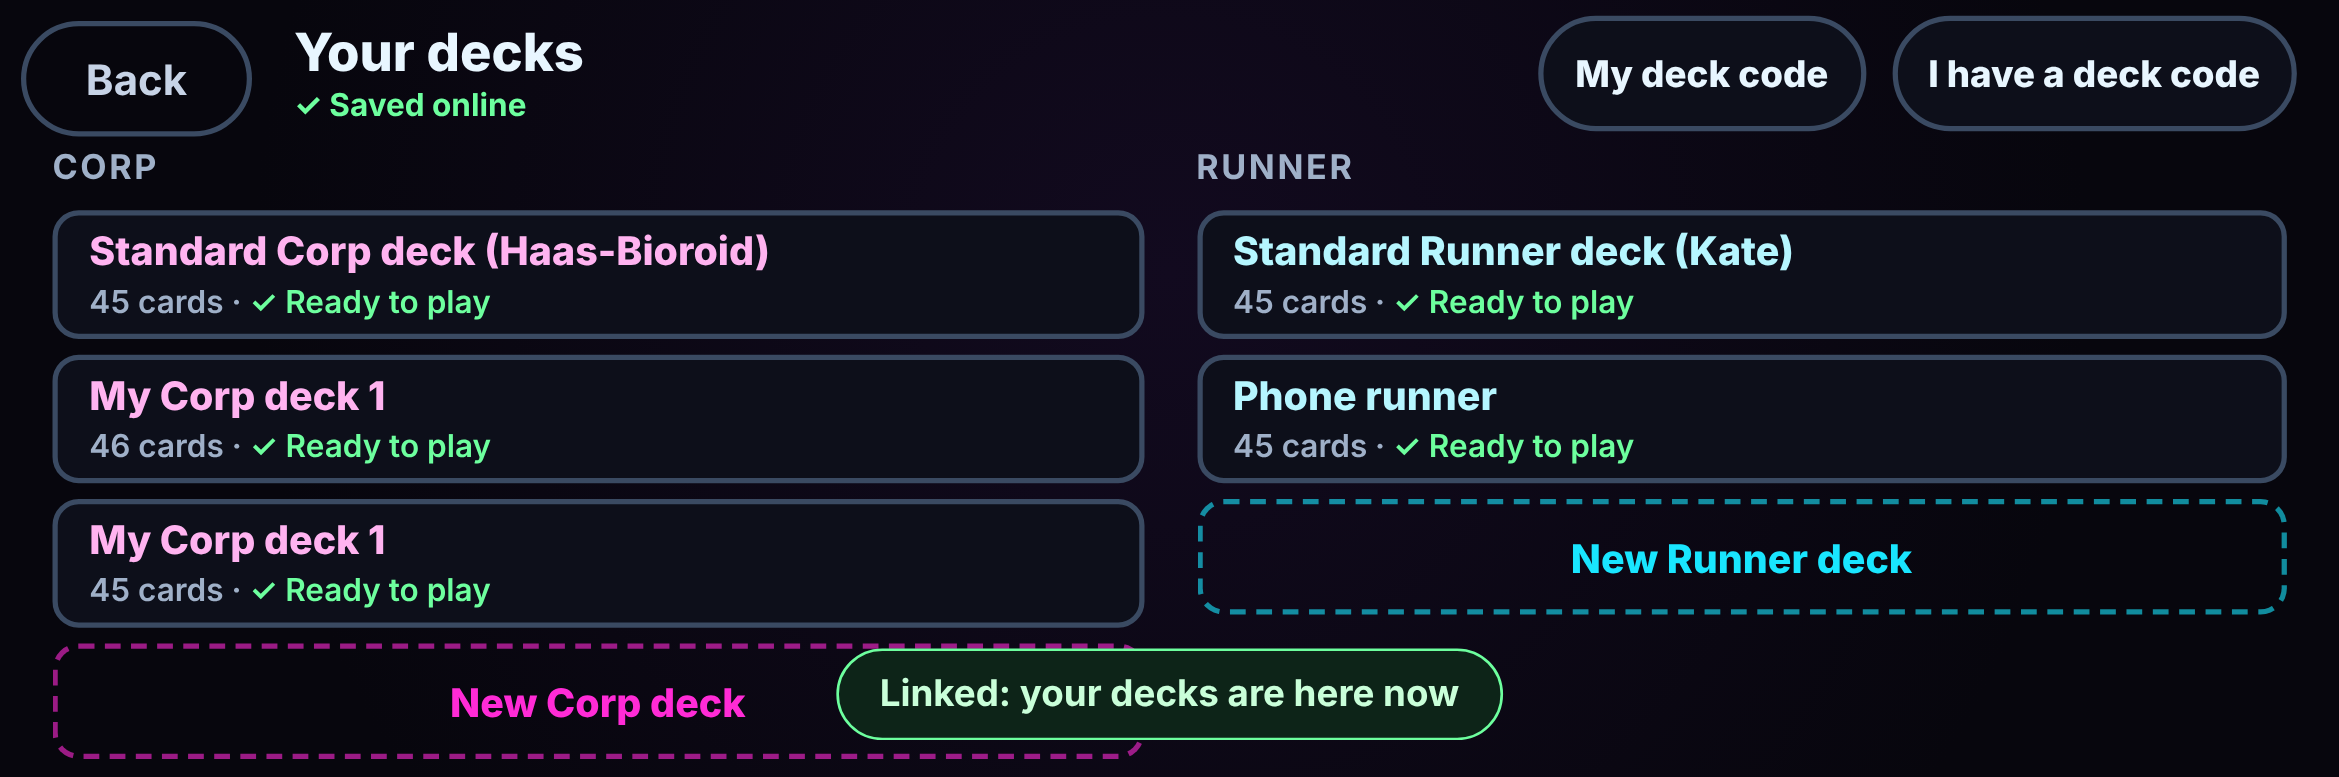 Back
Your decks
✓ Saved online
My deck code
I have a deck code
CORP
Standard Corp deck (Haas-Bioroid)
45 cards · ✓ Ready to play
My Corp deck 1
46 cards · ✓ Ready to play
My Corp deck 1
45 cards · ✓ Ready to play
New Corp deck
RUNNER
Standard Runner deck (Kate)
45 cards · ✓ Ready to play
Phone runner
45 cards · ✓ Ready to play
New Runner deck
Linked: your decks are here now